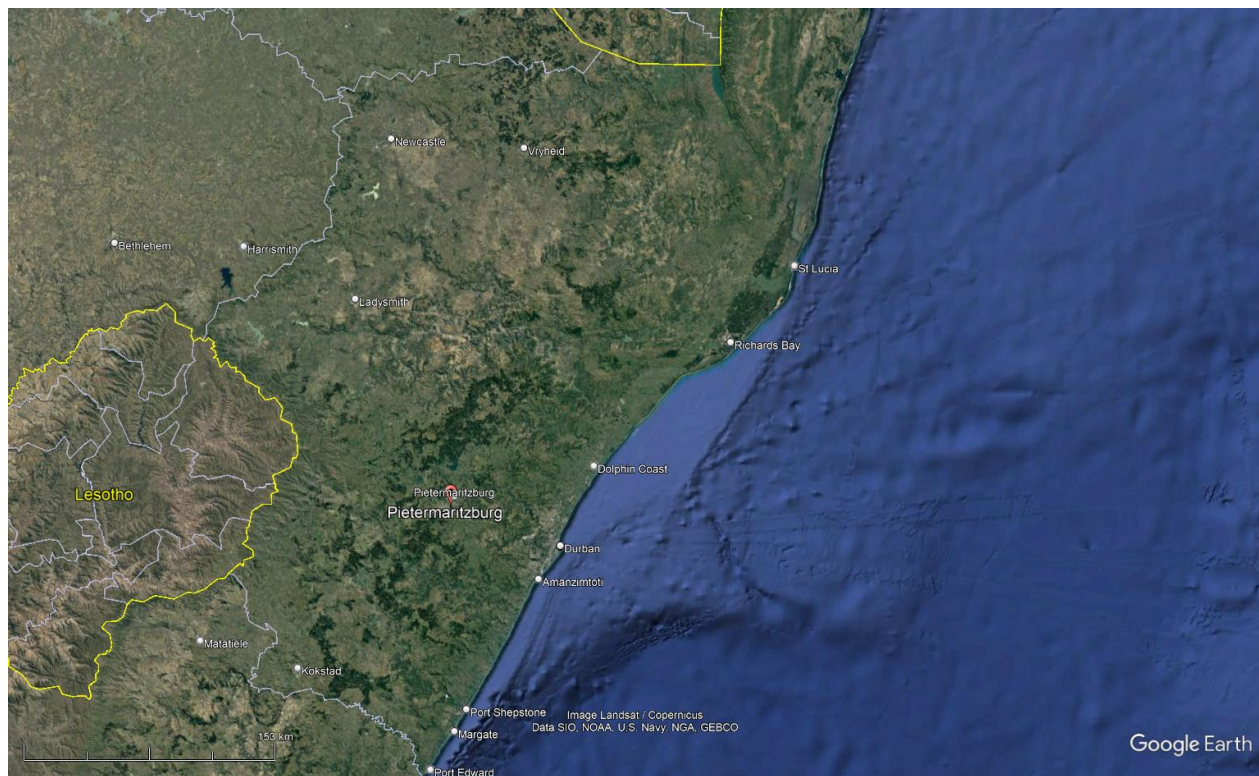 Newcastle
Vryheid
Bethlehem
Harrismith
St Lucia
Ladysmith
Richards Bay
Dolphin Coast
Lesotho
Pietermaritzburg
Pietermaritzburg
Durban
Amanzimtoti
Matatiele
Kokstad
Port Shepstone
Image Landsat / Copernicus
Data SIO, NOAA, U.S. Navy, NGA, GEBCO
Margate
153 km
Google Earth
Port Edward